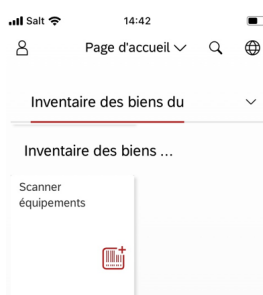 Salt 14:42
Page d'accueil
Inventaire des biens du
Inventaire des biens ...
Scanner
équipements